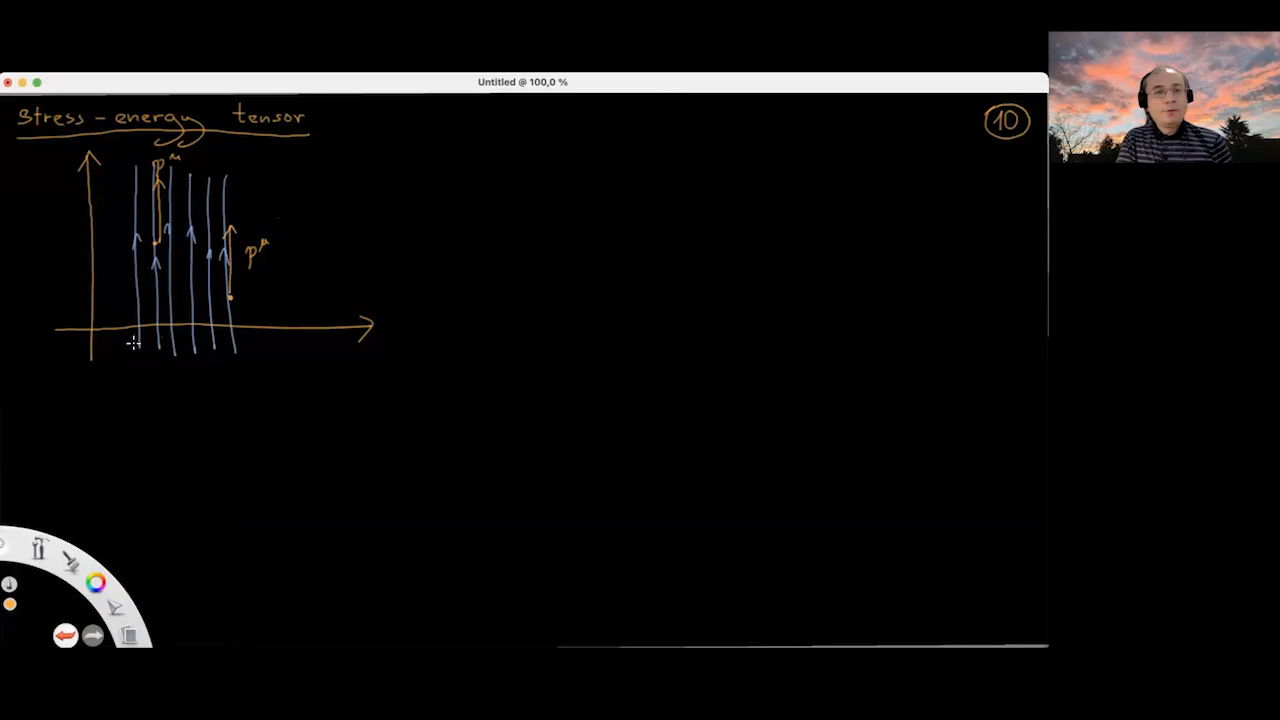 Untitled @ 100,0 %
Stress - energy tensor
10
p^μ
p^μ